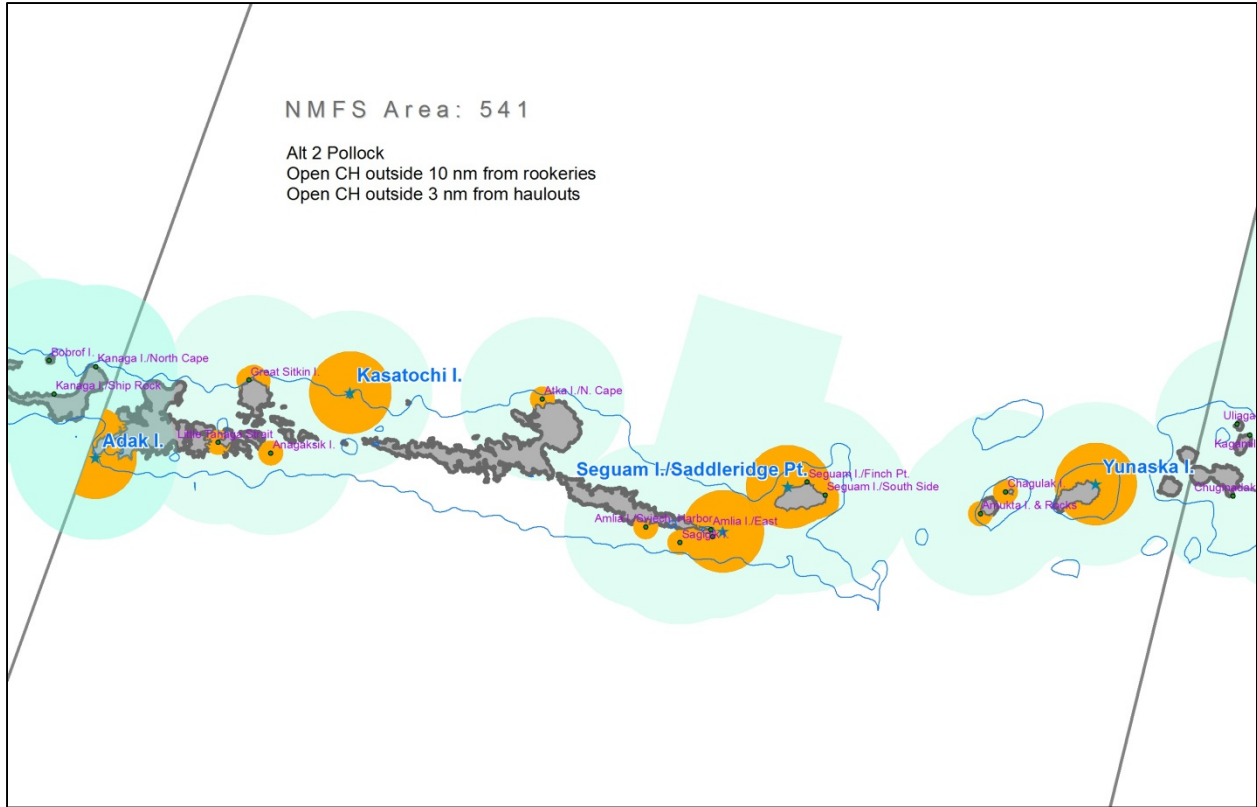 NMFS Area: 541
Alt 2 Pollock
Open CH outside 10 nm from rookeries
Open CH outside 3 nm from haulouts
Bobrof I.
Kanaga I./North Cape
Kanaga I./Ship Rock
Great Sitkin I.
Kasatochi I.
Atka I./N. Cape
Adak I.
Little Tanaga Strait
Anagaksik I.
Seguam I./Saddleridge Pt.
Seguam I./Finch Pt.
Seguam I./South Side
Amlia I./Sviech. Harbor
Amlia I./East
Sagigik I.
Chagulak I.
Amukta I. & Rocks
Yunaska I.
Uliaga
Kagamil
Chuginadak